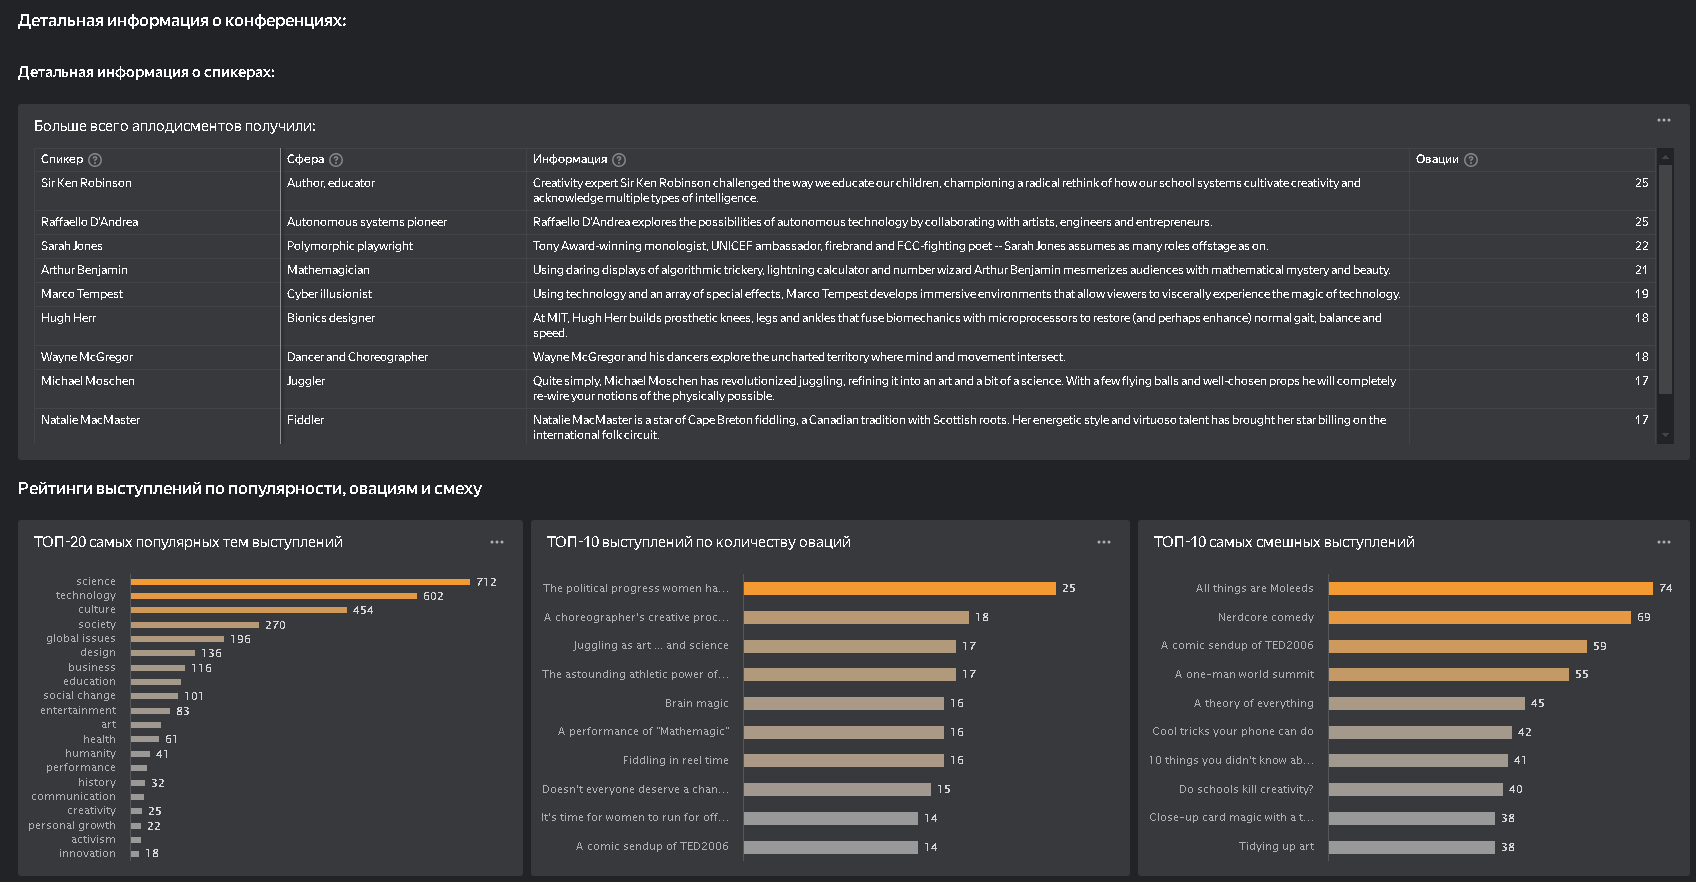 Детальная информация о конференциях:
Детальная информация о спикерах:
Больше всего аплодисментов получили:
Спикер ? Сфера ? Информация ? Овации ?
Sir Ken Robinson Author, educator Creativity expert Sir Ken Robinson challenged the way we educate our children, championing a radical rethink of how our school systems cultivate creativity and 25
acknowledge multiple types of intelligence.
Raffaello D'Andrea Autonomous systems pioneer Raffaello D'Andrea explores the possibilities of autonomous technology by collaborating with artists, engineers and entrepreneurs. 25
Sarah Jones Polymorphic playwright Tony Award-winning monologist, UNICEF ambassador, firebrand and FCC-fighting poet -- Sarah Jones assumes as many roles offstage as on. 22
Arthur Benjamin Mathemagician Using daring displays of algorithmic trickery, lightning calculator and number wizard Arthur Benjamin mesmerizes audiences with mathematical mystery and beauty. 21
Marco Tempest Cyber illusionist Using technology and an array of special effects, Marco Tempest develops immersive environments that allow viewers to viscerally experience the magic of technology. 19
Hugh Herr Bionics designer At MIT, Hugh Herr builds prosthetic knees, legs and ankles that fuse biomechanics with microprocessors to restore (and perhaps enhance) normal gait, balance and 18
speed.
Wayne McGregor Dancer and Choreographer Wayne McGregor and his dancers explore the uncharted territory where mind and movement intersect. 18
Michael Moschen Juggler Quite simply, Michael Moschen has revolutionized juggling, refining it into an art and a bit of a science. With a few flying balls and well-chosen props he will completely 17
re-wire your notions of the physically possible.
Natalie MacMaster Fiddler Natalie MacMaster is a star of Cape Breton fiddling, a Canadian tradition with Scottish roots. Her energetic style and virtuoso talent has brought her star billing on the 17
international folk circuit.
Рейтинги выступлений по популярности, овациям и смеху
ТОП-20 самых популярных тем выступлений
science 712
technology 602
culture 454
society 270
global issues 196
design 136
business 116
education
social change 101
entertainment 83
art
health 61
humanity 41
performance
history 32
communication
creativity 25
personal growth 22
activism
innovation 18
ТОП-10 выступлений по количеству оваций
The political progress women ha... 25
A choreographer's creative proc... 18
Juggling as art ... and science 17
The astounding athletic power of... 17
Brain magic 16
A performance of "Mathemagic" 16
Fiddling in reel time 16
Doesn't everyone deserve a chan... 15
It's time for women to run for off... 14
A comic sendup of TED2006 14
ТОП-10 самых смешных выступлений
All things are Moleeds 74
Nerdcore comedy 69
A comic sendup of TED2006 59
A one-man world summit 55
A theory of everything 45
Cool tricks your phone can do 42
10 things you didn't know ab... 41
Do schools kill creativity? 40
Close-up card magic with a t... 38
Tidying up art 38